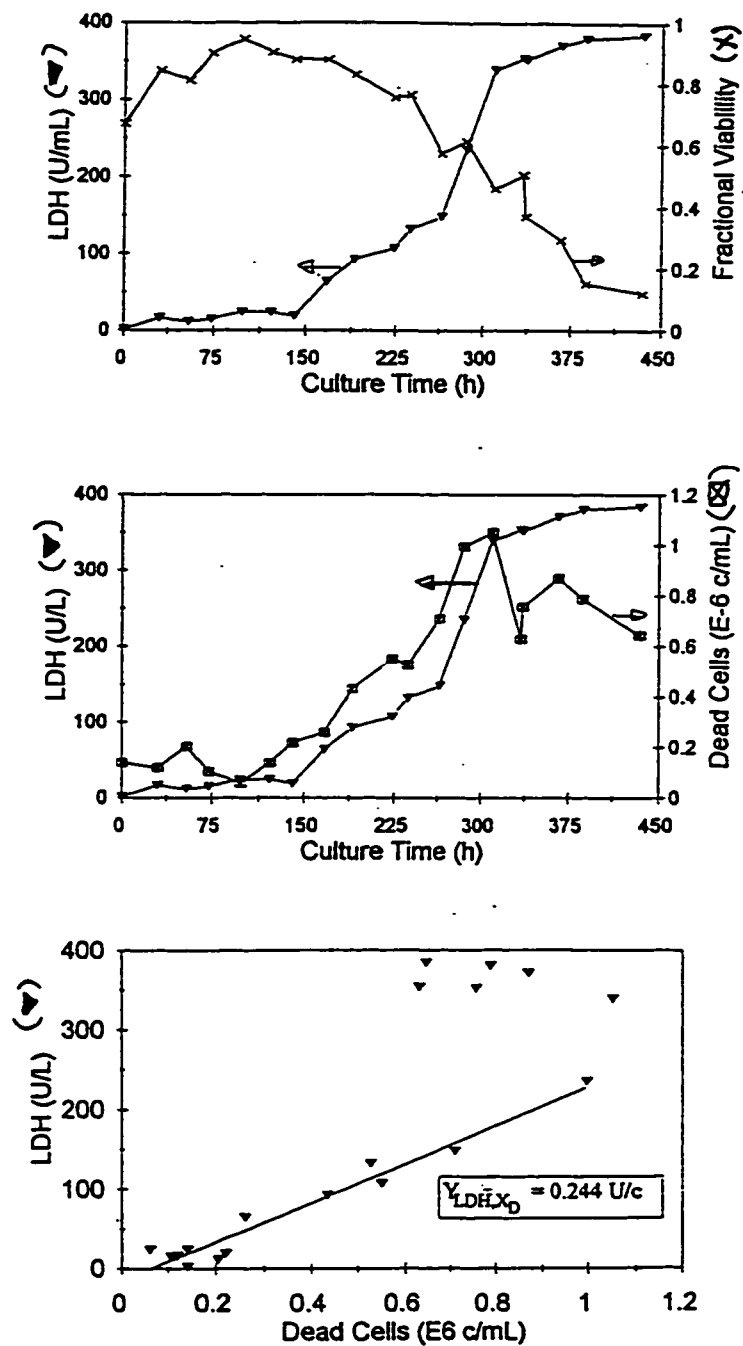 LDH (U/mL) (▼)
400
300
200
100
0
1
0.8
0.6
0.4
0.2
0
Fractional Viability (X)
0 75 150 225 300 375 450
Culture Time (h)
LDH (U/L) (▼)
400
300
200
100
0
1.2
1
0.8
0.6
0.4
0.2
0
Dead Cells (E-6 c/mL) (⊠)
0 75 150 225 300 375 450
Culture Time (h)
LDH (U/L) (▼)
400
300
200
100
0
Y LDH,XD = 0.244 U/c
0 0.2 0.4 0.6 0.8 1 1.2
Dead Cells (E6 c/mL)